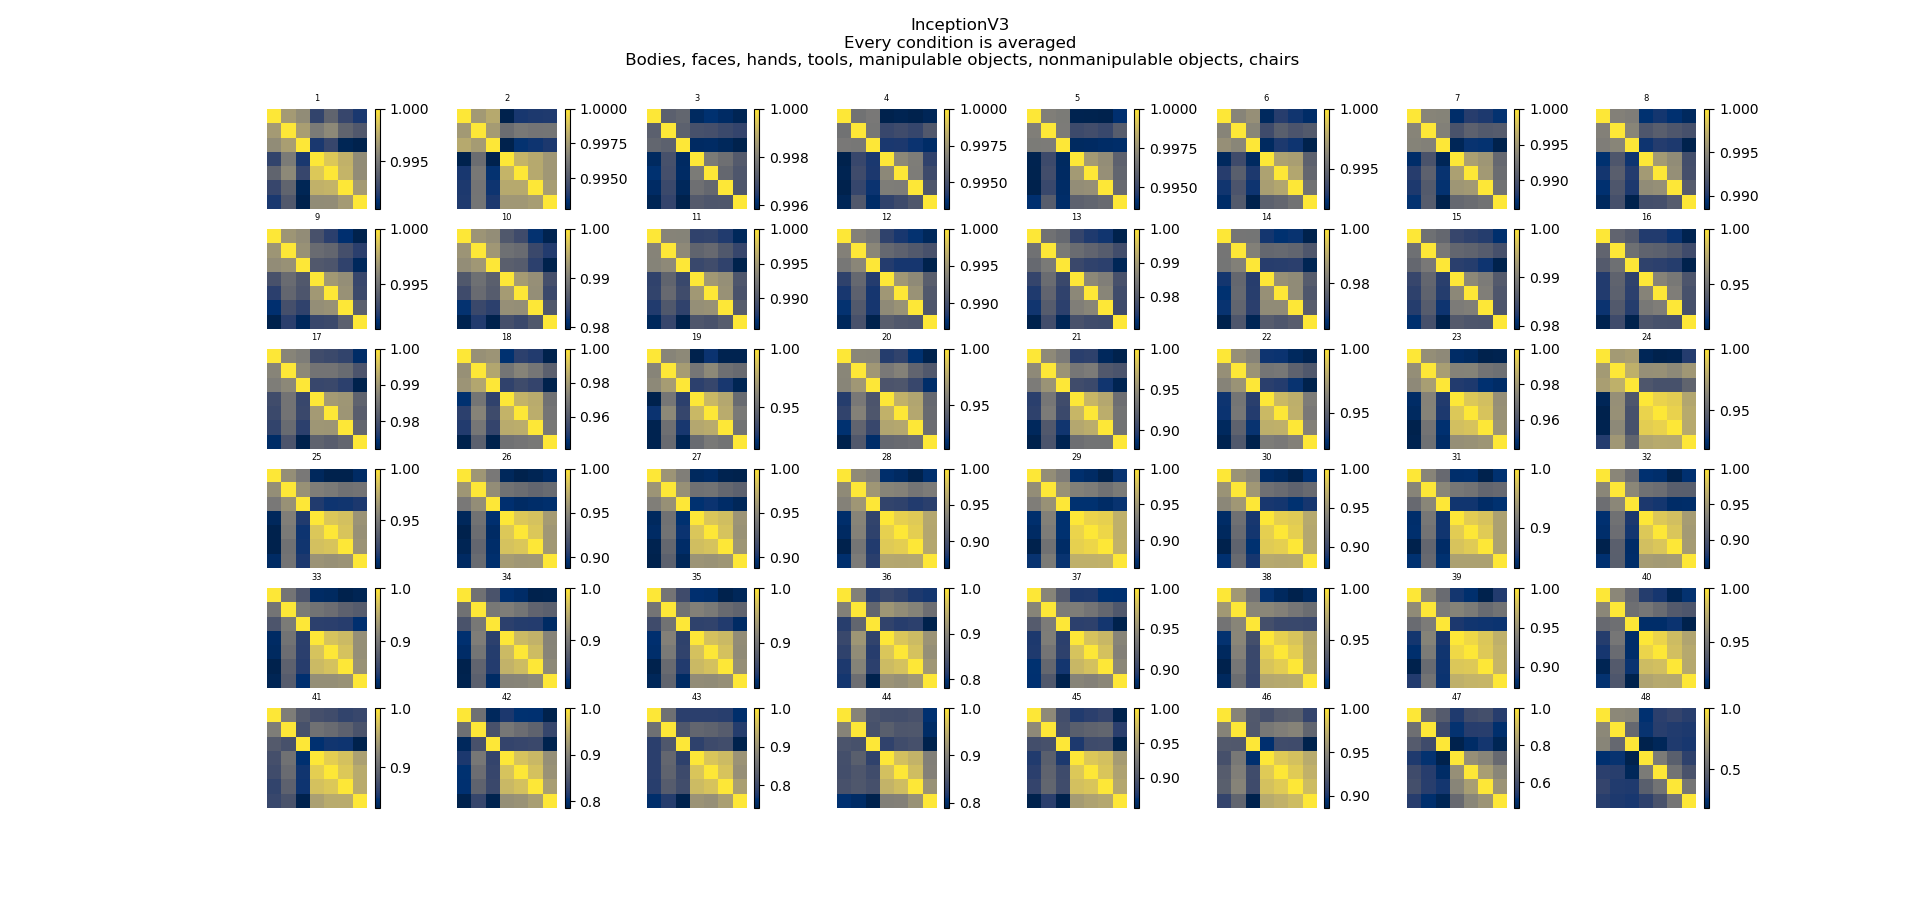 InceptionV3
Every condition is averaged
Bodies, faces, hands, tools, manipulable objects, nonmanipulable objects, chairs
1 2 3 4 5 6 7 8
1.000 1.0000 1.000 1.0000 1.0000 1.000 1.000 1.000
0.995 0.9975 0.998 0.9975 0.9975 0.995 0.995 0.995
0.9950 0.996 0.9950 0.9950 0.990 0.990
9 10 11 12 13 14 15 16
1.000 1.00 1.000 1.000 1.00 1.00 1.00 1.00
0.995 0.99 0.995 0.995 0.99 0.98 0.99 0.95
0.98 0.990 0.990 0.98 0.98
17 18 19 20 21 22 23 24
1.00 1.00 1.00 1.00 1.00 1.00 1.00 1.00
0.99 0.98 0.95 0.95 0.95 0.95 0.98 0.95
0.98 0.96 0.90 0.96
25 26 27 28 29 30 31 32
1.00 1.00 1.00 1.00 1.00 1.00 1.0 1.00
0.95 0.95 0.95 0.95 0.95 0.95 0.9 0.95
0.90 0.90 0.90 0.90 0.90 0.90
33 34 35 36 37 38 39 40
1.0 1.0 1.0 1.0 1.00 1.00 1.00 1.00
0.9 0.9 0.9 0.9 0.95 0.95 0.95 0.95
0.8 0.90 0.90
41 42 43 44 45 46 47 48
1.0 1.0 1.0 1.0 1.00 1.00 1.0 1.0
0.9 0.9 0.9 0.9 0.95 0.95 0.8 0.5
0.8 0.8 0.8 0.90 0.90 0.6